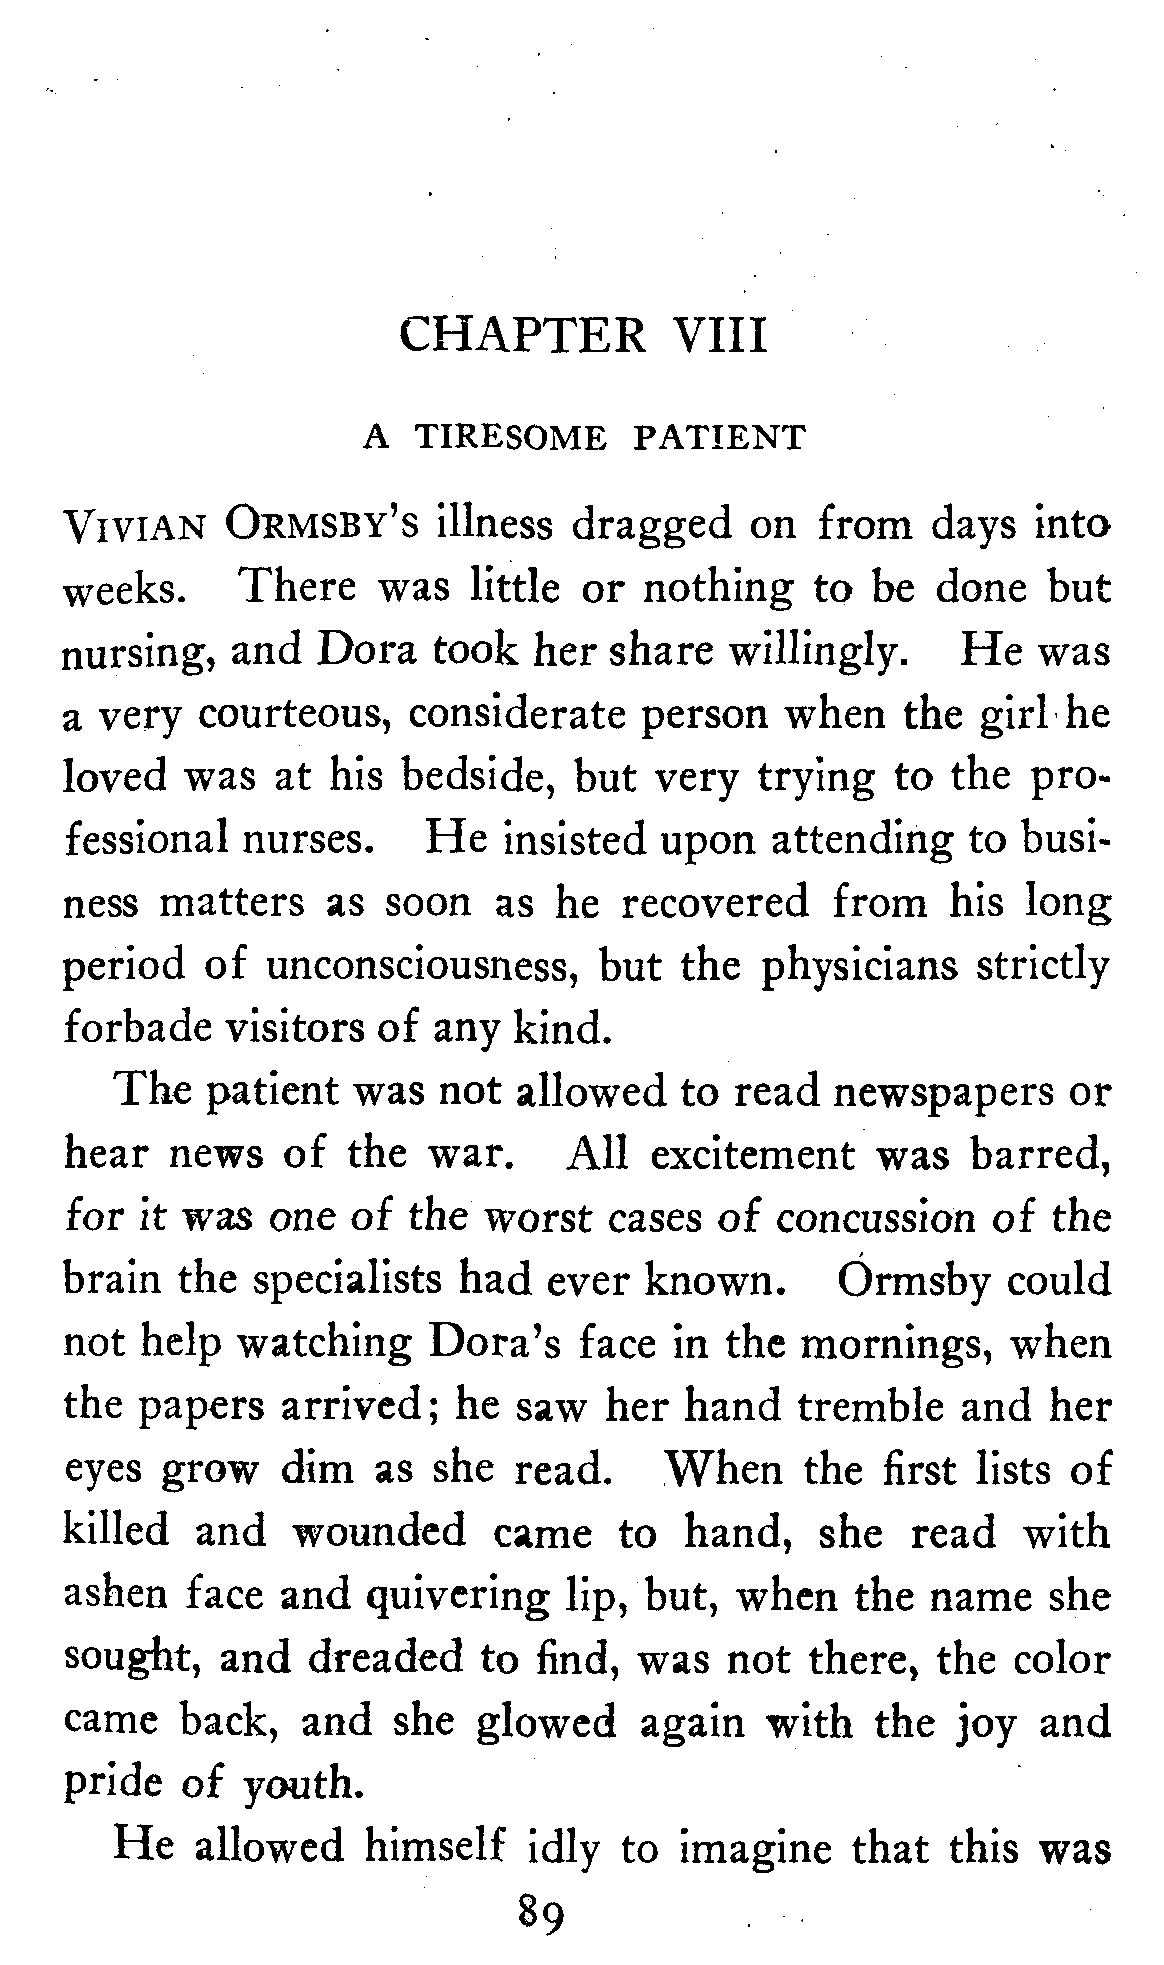 CHAPTER VIII
A TIRESOME PATIENT
VIVIAN ORMSBY'S illness dragged on from days into
weeks. There was little or nothing to be done but
nursing, and Dora took her share willingly. He was
a very courteous, considerate person when the girl he
loved was at his bedside, but very trying to the pro-
fessional nurses. He insisted upon attending to busi-
ness matters as soon as he recovered from his long
period of unconsciousness, but the physicians strictly
forbade visitors of any kind.
The patient was not allowed to read newspapers or
hear news of the war. All excitement was barred,
for it was one of the worst cases of concussion of the
brain the specialists had ever known. Ormsby could
not help watching Dora's face in the mornings, when
the papers arrived; he saw her hand tremble and her
eyes grow dim as she read. When the first lists of
killed and wounded came to hand, she read with
ashen face and quivering lip, but, when the name she
sought, and dreaded to find, was not there, the color
came back, and she glowed again with the joy and
pride of youth.
He allowed himself idly to imagine that this was
89